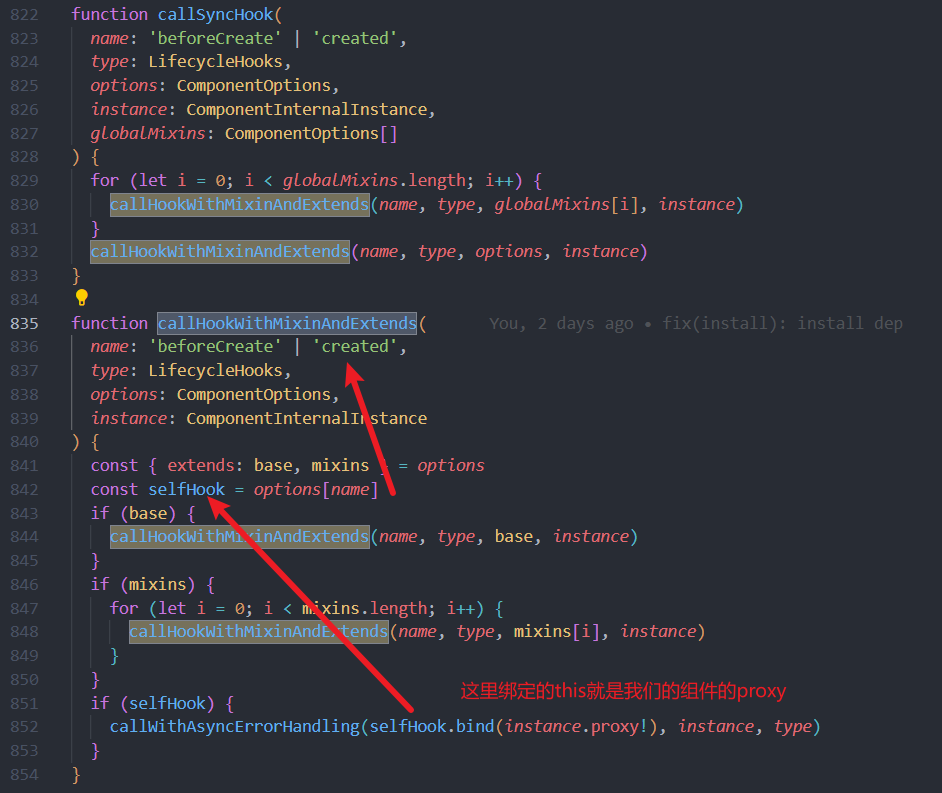 822 function callSyncHook(
823 name: 'beforeCreate' | 'created',
824 type: LifecycleHooks,
825 options: ComponentOptions,
826 instance: ComponentInternalInstance,
827 globalMixins: ComponentOptions[]
828 ) {
829 for (let i = 0; i < globalMixins.length; i++) {
830 callHookWithMixinAndExtends(name, type, globalMixins[i], instance)
831 }
832 callHookWithMixinAndExtends(name, type, options, instance)
833 }
834
835 function callHookWithMixinAndExtends( You, 2 days ago • fix(install): install dep
836 name: 'beforeCreate' | 'created',
837 type: LifecycleHooks,
838 options: ComponentOptions,
839 instance: ComponentInternalInstance
840 ) {
841 const { extends: base, mixins } = options
842 const selfHook = options[name]
843 if (base) {
844 callHookWithMixinAndExtends(name, type, base, instance)
845 }
846 if (mixins) {
847 for (let i = 0; i < mixins.length; i++) {
848 callHookWithMixinAndExtends(name, type, mixins[i], instance)
849 }
850 }
这里绑定的this就是我们的组件的proxy
851 if (selfHook) {
852 callWithAsyncErrorHandling(selfHook.bind(instance.proxy!), instance, type)
853 }
854 }